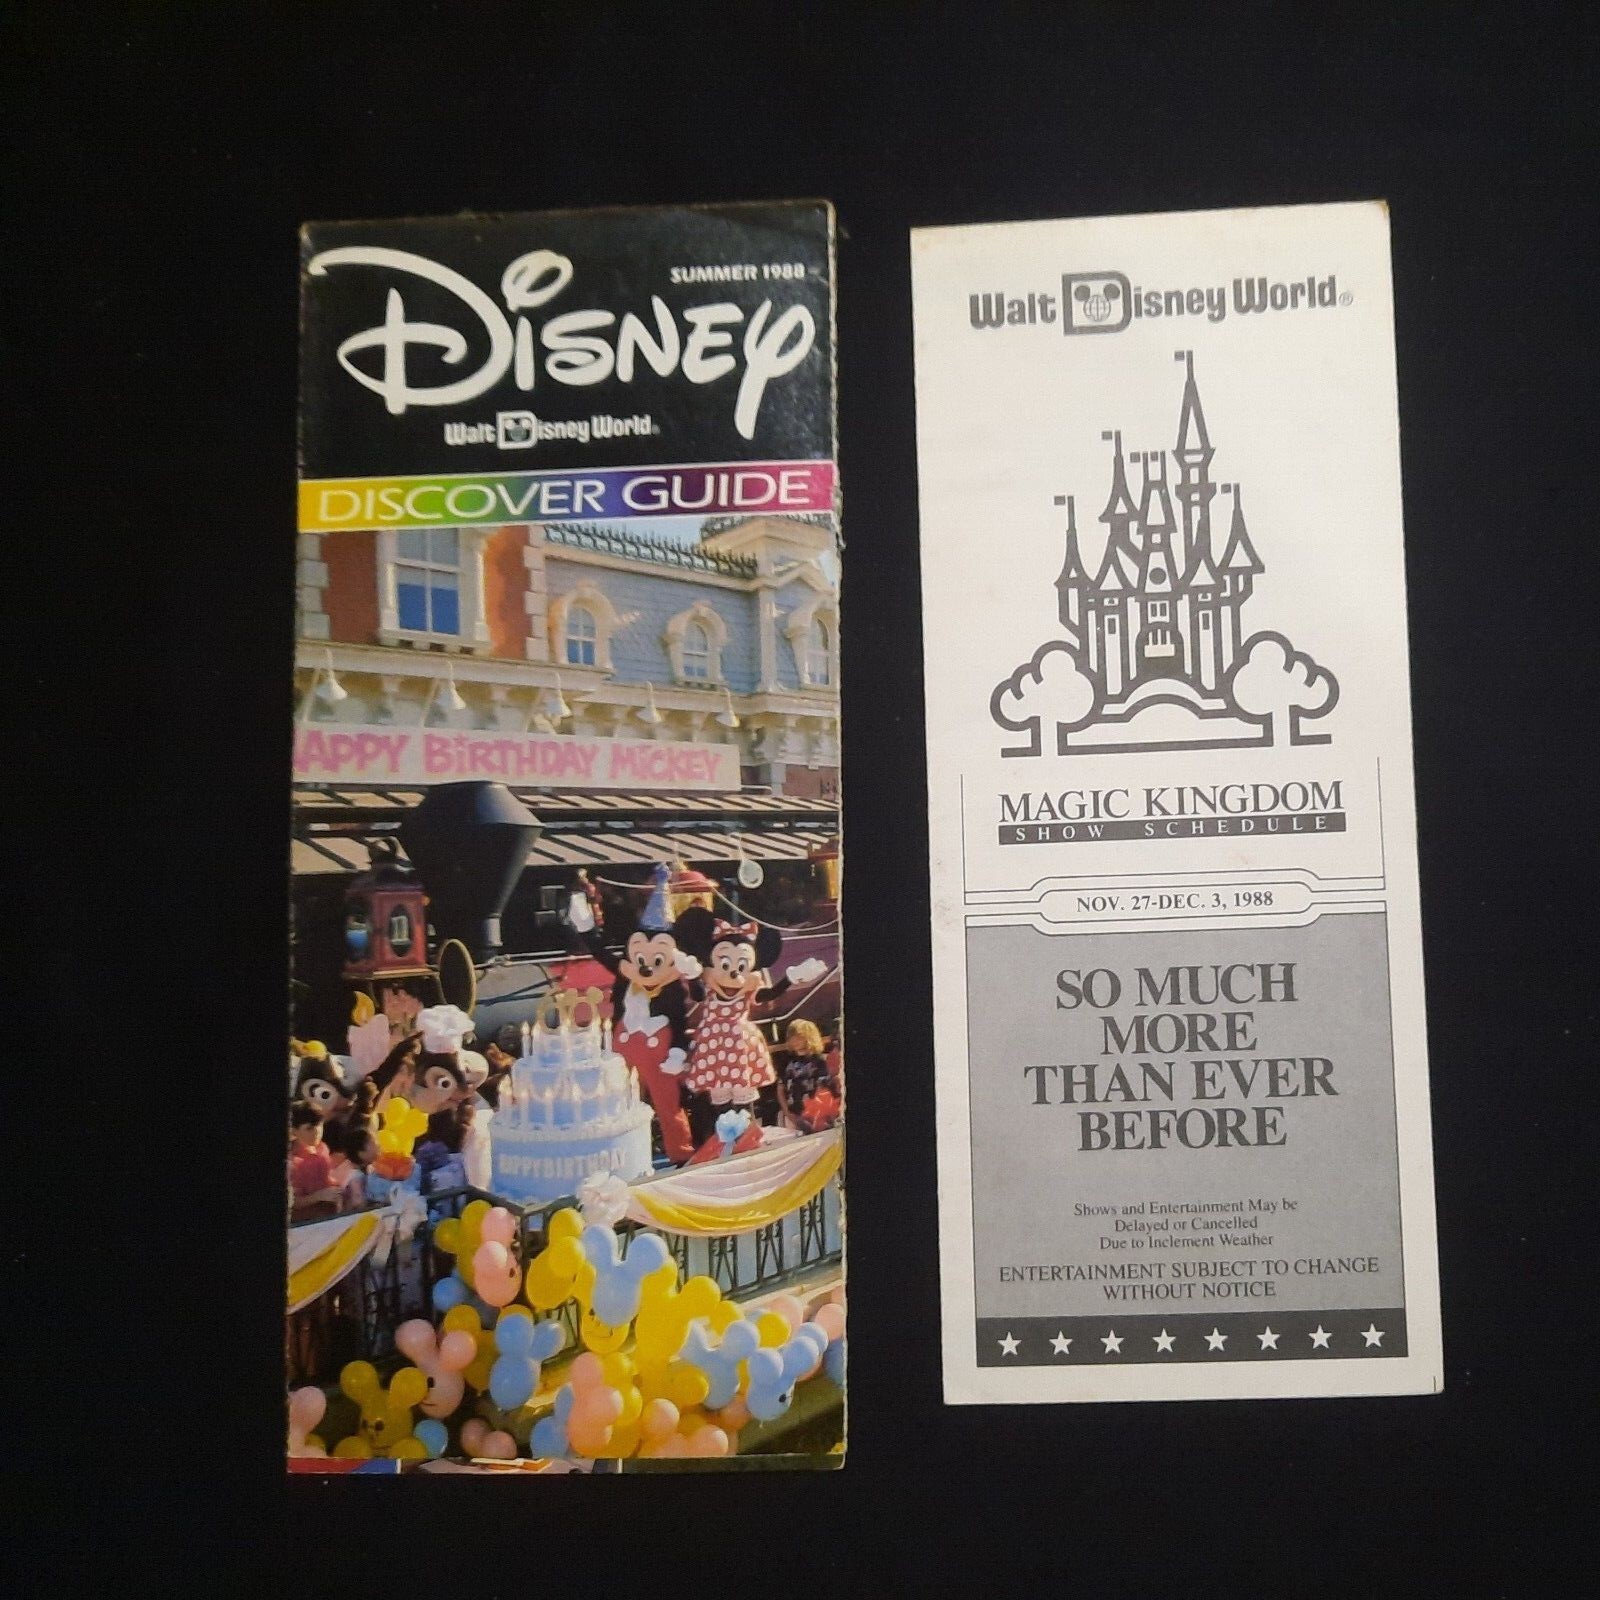 SUMMER 1988
DISNEY
Walt Disney World®
DISCOVER GUIDE
APPY BIRTHDAY MICKEY
Walt Disney World®
MAGIC KINGDOM
SHOW SCHEDULE
NOV. 27-DEC. 3, 1988
SO MUCH
MORE
THAN EVER
BEFORE
Shows and Entertainment May be
Delayed or Cancelled
Due to Inclement Weather
ENTERTAINMENT SUBJECT TO CHANGE
WITHOUT NOTICE